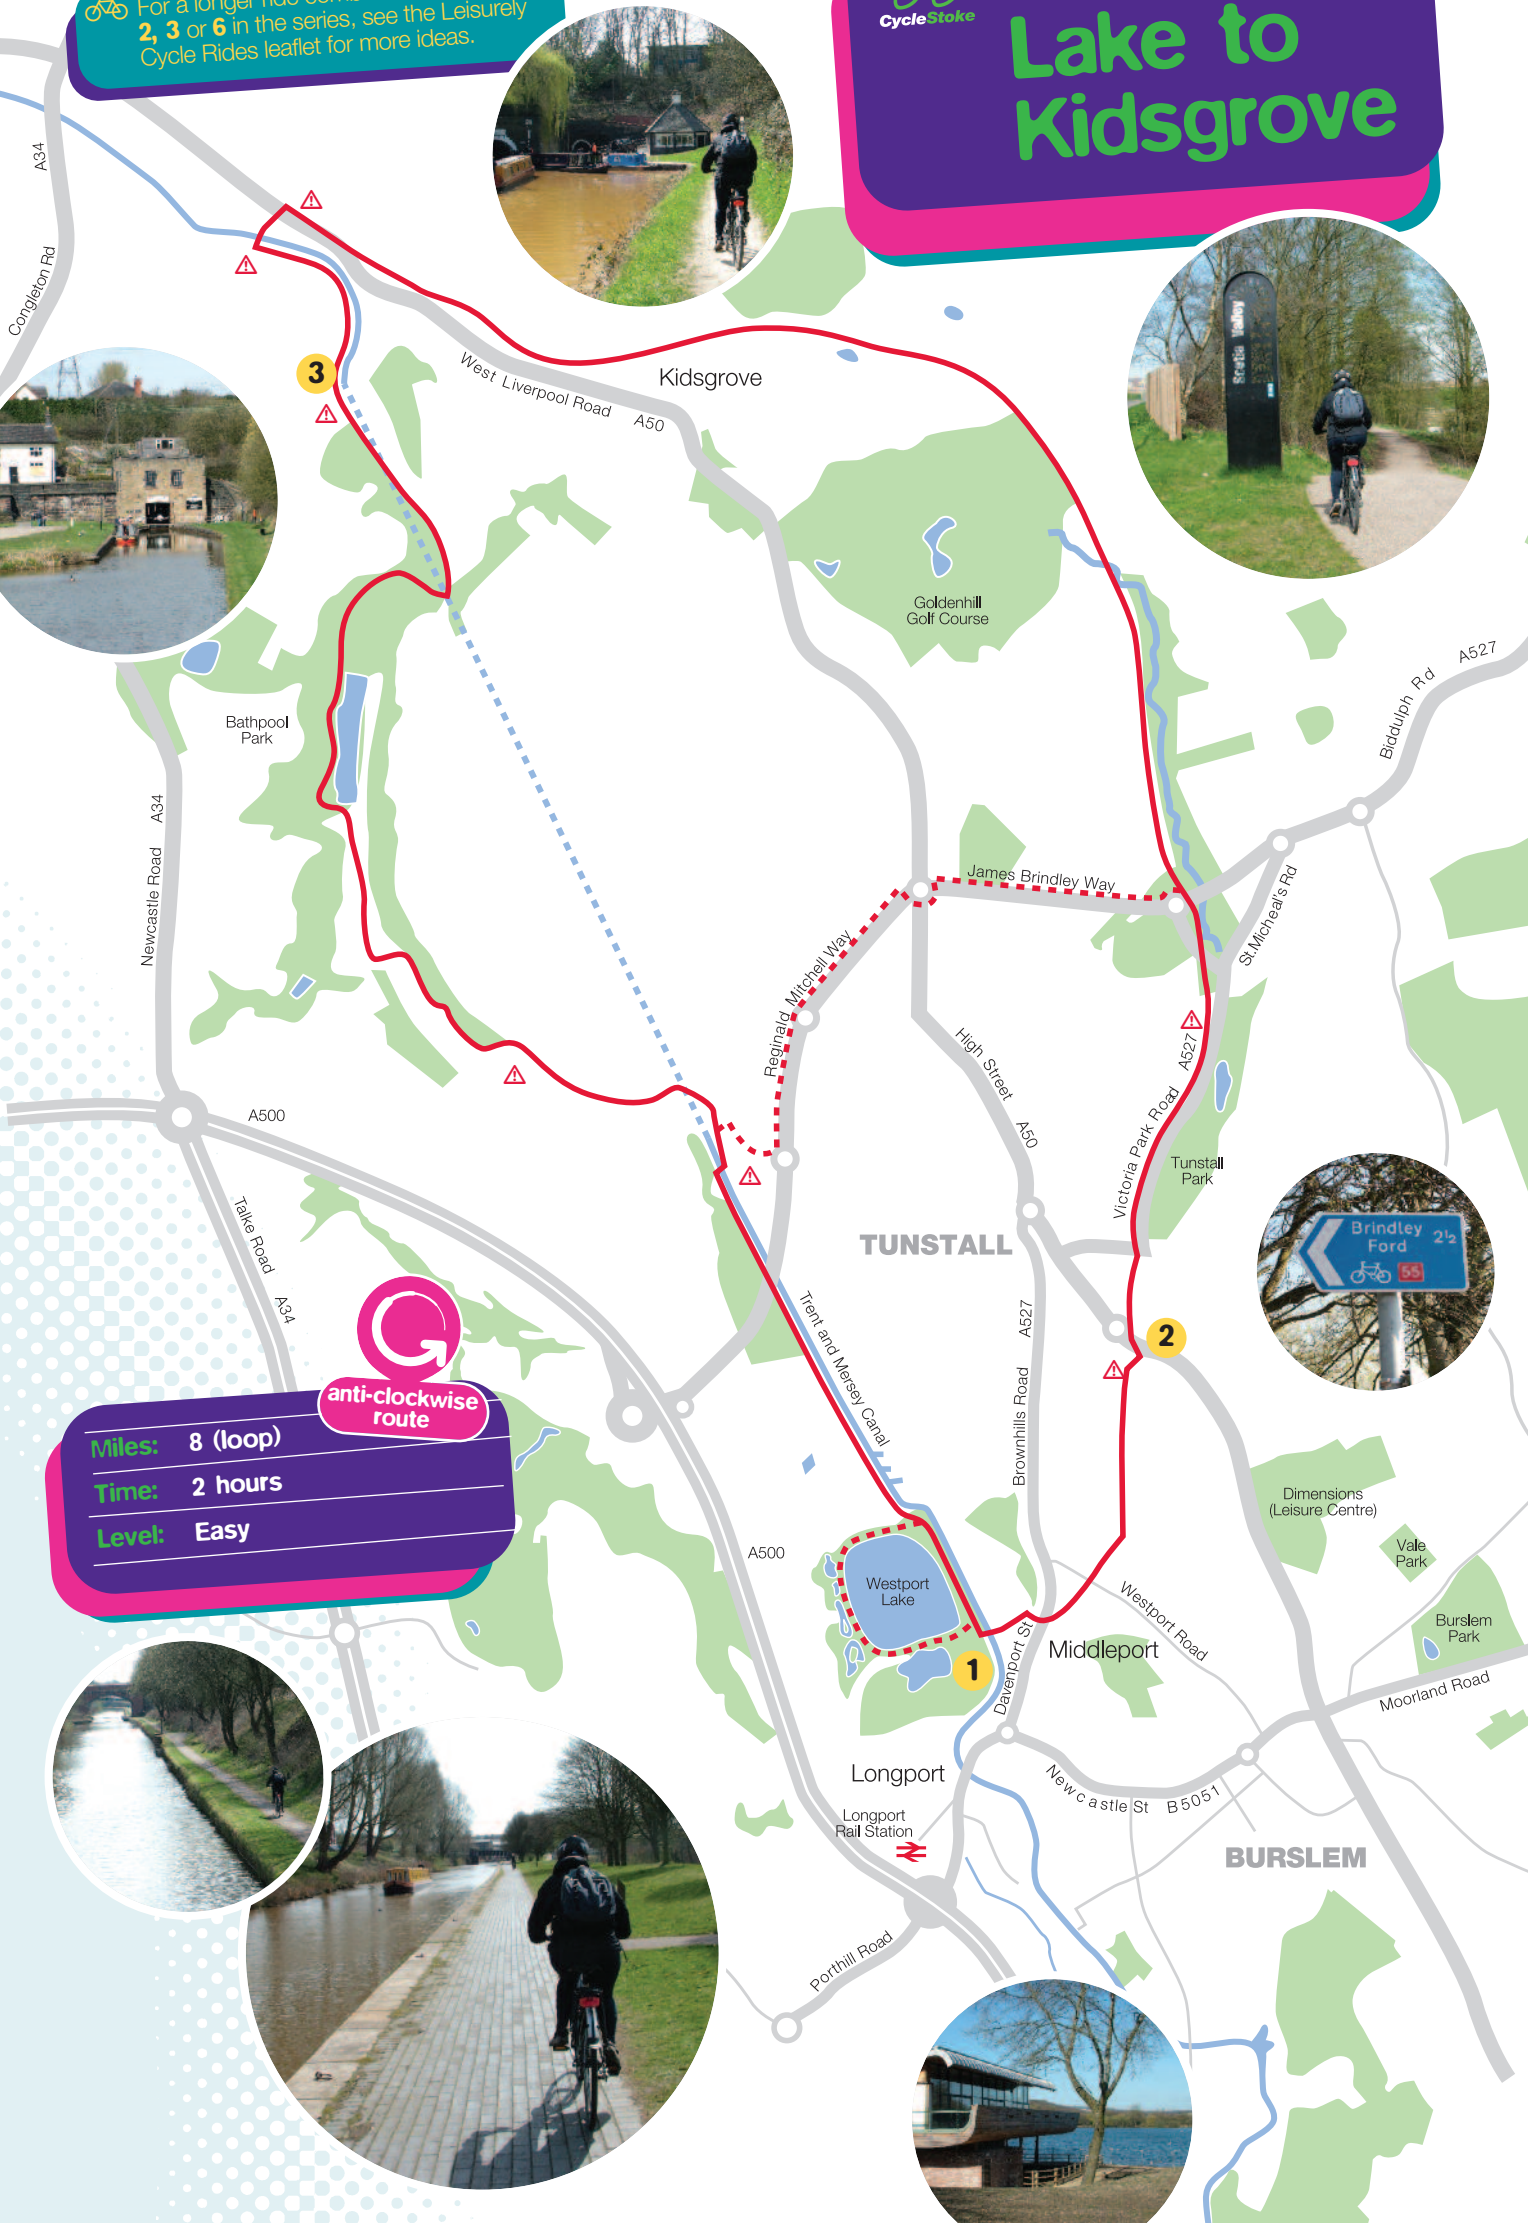 For a longer ride
2, 3 or 6 in the series, see the Leisurely
Cycle Rides leaflet for more ideas.
CycleStoke
Lake to
Kidsgrove
A34
Congleton Rd
3
West Liverpool Road
A50
Kidsgrove
Goldenhill
Golf Course
Bathpool
Park
A34
Newcastle Road
Biddulph Rd
A527
James Brindley Way
St.Micheal's Rd
Reginald Mitchell Way
High Street
A50
A527
Victoria Park Road
Tunstall
Park
A500
Talke Road
A34
TUNSTALL
Brindley
Ford
2½
55
2
Trent and Mersey Canal
A527
Brownhills Road
anti-clockwise
route
Miles: 8 (loop)
Time: 2 hours
Level: Easy
Dimensions
(Leisure Centre)
Vale
Park
A500
Westport
Lake
Westport Road
Burslem
Park
Middleport
1
Davenport St
Moorland Road
Longport
Newcastle St
B5051
Longport
Rail Station
BURSLEM
Porthill Road